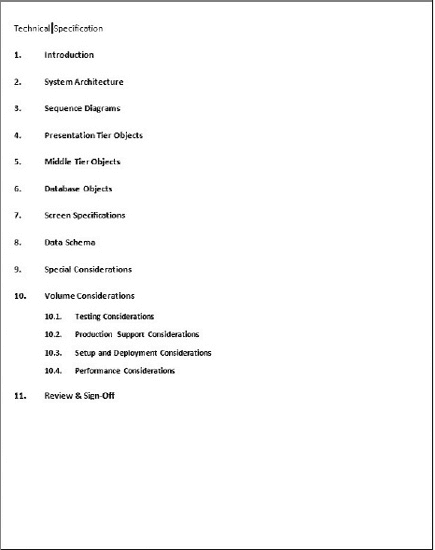 Technical Specification
1. Introduction
2. System Architecture
3. Sequence Diagrams
4. Presentation Tier Objects
5. Middle Tier Objects
6. Database Objects
7. Screen Specifications
8. Data Schema
9. Special Considerations
10. Volume Considerations
10.1. Testing Considerations
10.2. Production Support Considerations
10.3. Setup and Deployment Considerations
10.4. Performance Considerations
11. Review & Sign-Off